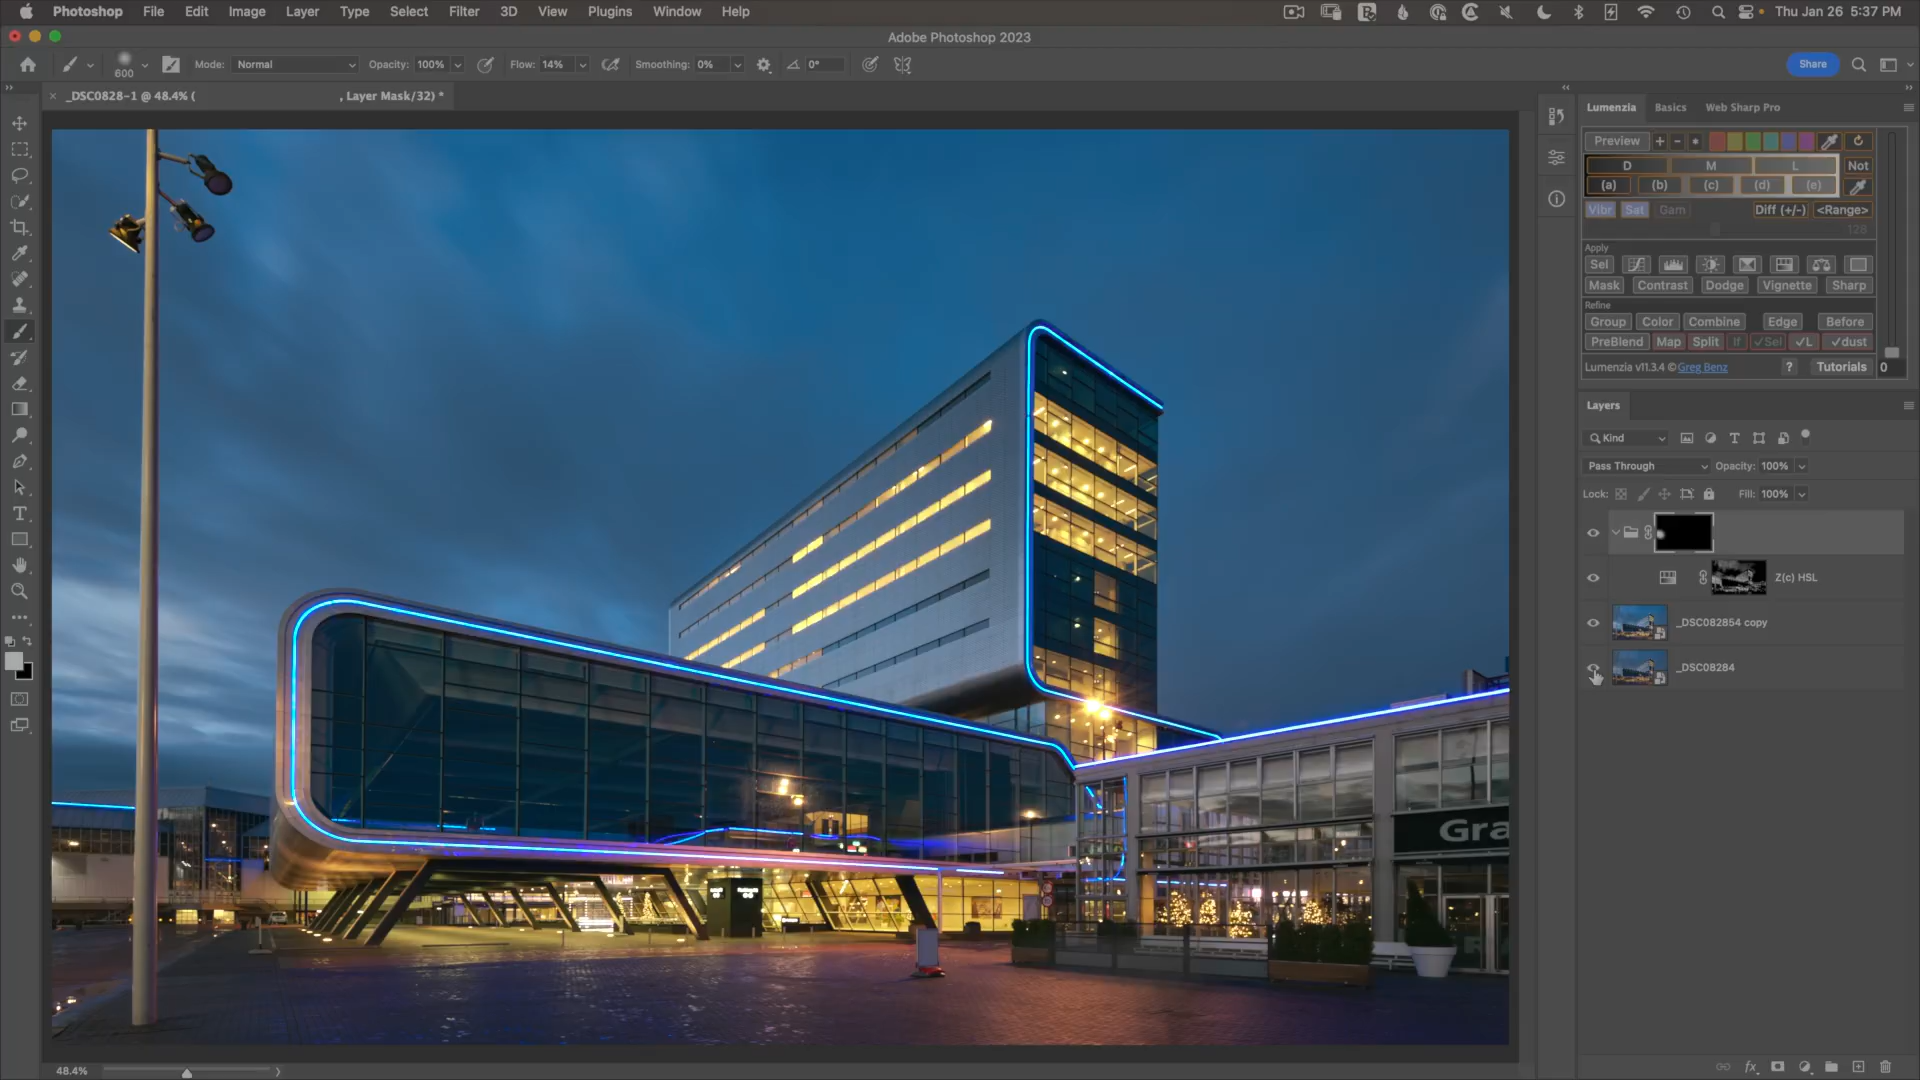 Photoshop File Edit Image Layer Type Select Filter 3D View Plugins Window Help Thu Jan 26 5:37 PM
Adobe Photoshop 2023
600 Mode: Normal Opacity: 100% Flow: 14% Smoothing: 0% 0° Share
_DSC0828-1 @ 48.4% ( , Layer Mask/32) *
Lumenzia Basics Web Sharp Pro
Preview + - *
D M L Not
(a) (b) (c) (d) (e)
Vibr Sat Gam Diff (+/-) <Range>
128
Apply
Sel
Mask Contrast Dodge Vignette Sharp
Refine
Group Color Combine Edge Before
PreBlend Map Split If ✓Sel ✓L ✓dust
Lumenzia v11.3.4 © Greg Benz ? Tutorials 0
Layers
Kind
Pass Through Opacity: 100%
Lock: Fill: 100%
Z(c) HSL
_DSC082854 copy
_DSC08284
Gra
48.4%